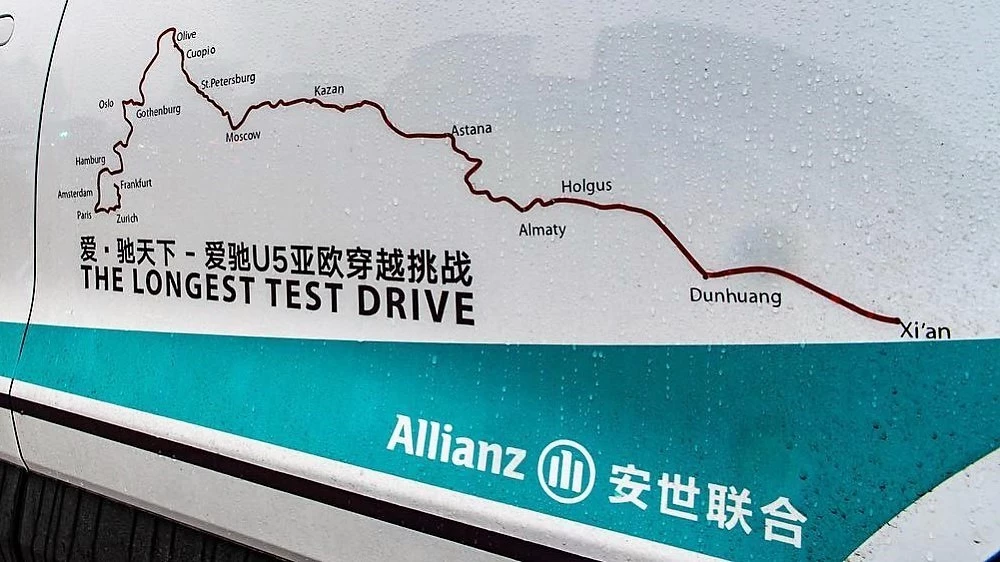 Olive
Cuopio
St.Petersburg
Kazan
Oslo
Gothenburg
Moscow
Astana
Hamburg
Frankfurt
Amsterdam
Paris
Zurich
Holgus
Almaty
Dunhuang
Xi'an
爱·驰天下-爱驰U5亚欧穿越挑战
THE LONGEST TEST DRIVE
Allianz 安世联合